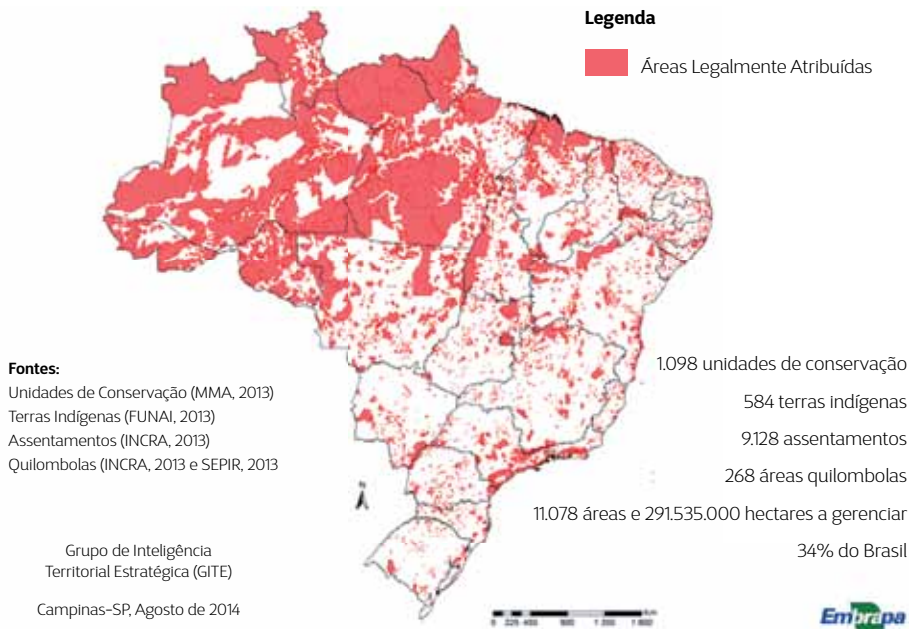 Legenda
Áreas Legalmente Atribuídas
Fontes:
Unidades de Conservação (MMA, 2013)
Terras Indígenas (FUNAI, 2013)
Assentamentos (INCRA, 2013)
Quilombolas (INCRA, 2013 e SEPIR, 2013
Grupo de Inteligência
Territorial Estratégica (GITE)
Campinas-SP, Agosto de 2014
1.098 unidades de conservação
584 terras indígenas
9.128 assentamentos
268 áreas quilombolas
11.078 áreas e 291.535.000 hectares a gerenciar
34% do Brasil
N
Embrapa